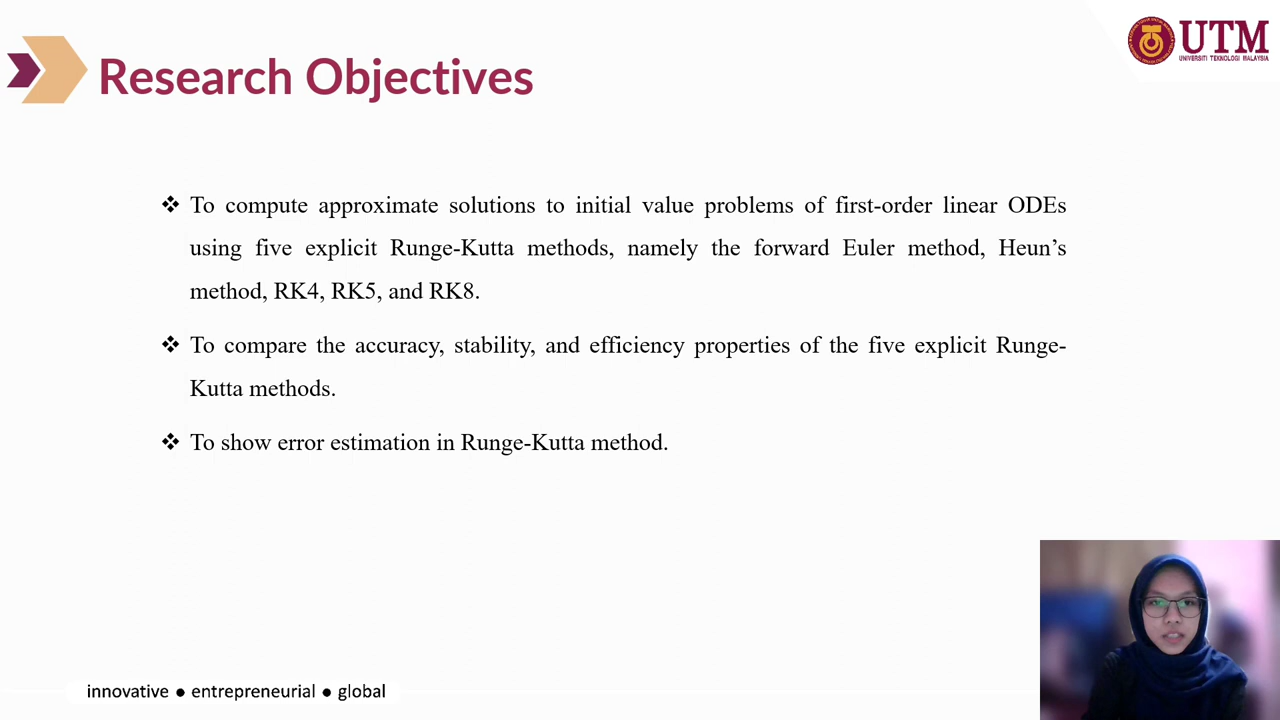 UTM
UNIVERSITI TEKNOLOGI MALAYSIA
Research Objectives
❖ To compute approximate solutions to initial value problems of first-order linear ODEs
using five explicit Runge-Kutta methods, namely the forward Euler method, Heun’s
method, RK4, RK5, and RK8.
❖ To compare the accuracy, stability, and efficiency properties of the five explicit Runge-
Kutta methods.
❖ To show error estimation in Runge-Kutta method.
innovative ● entrepreneurial ● global